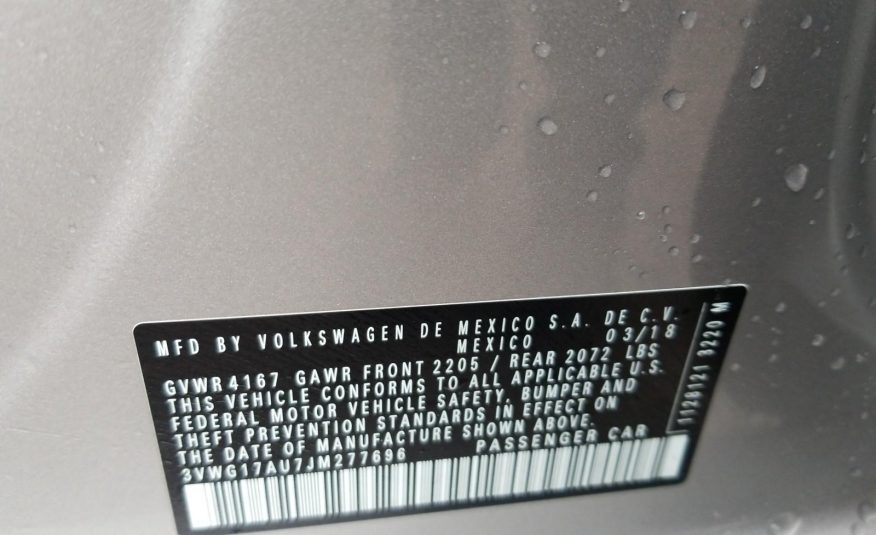 MFD BY VOLKSWAGEN DE MEXICO S.A. DE C.V.
MEXICO 03/18
GVWR 4167 GAWR FRONT 2205 / REAR 2072 LBS
THIS VEHICLE CONFORMS TO ALL APPLICABLE U.S.
FEDERAL MOTOR VEHICLE SAFETY, BUMPER AND
THEFT PREVENTION STANDARDS IN EFFECT ON
THE DATE OF MANUFACTURE SHOWN ABOVE.
3VWG17AU7JM277696 PASSENGER CAR
1129121 3220 M